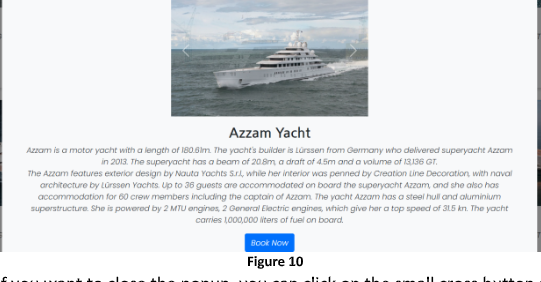 Azzam Yacht
Azzam is a motor yacht with a length of 180.61m. The yacht's builder is Lürssen from Germany who delivered superyacht Azzam
in 2013. The superyacht has a beam of 20.8m, a draft of 4.5m and a volume of 13,136 GT.
The Azzam features exterior design by Nauta Yachts S.r.l., while her interior was penned by Creation Line Decoration, with naval
architecture by Lürssen Yachts. Up to 36 guests are accommodated on board the superyacht Azzam, and she also has
accommodation for 60 crew members including the captain of Azzam. The yacht Azzam has a steel hull and aluminium
superstructure. She is powered by 2 MTU engines, 2 General Electric engines, which give her a top speed of 31.5 kn. The yacht
carries 1,000,000 liters of fuel on board.
Book Now
Figure 10
you want to close the popup, you can click on the small cross button